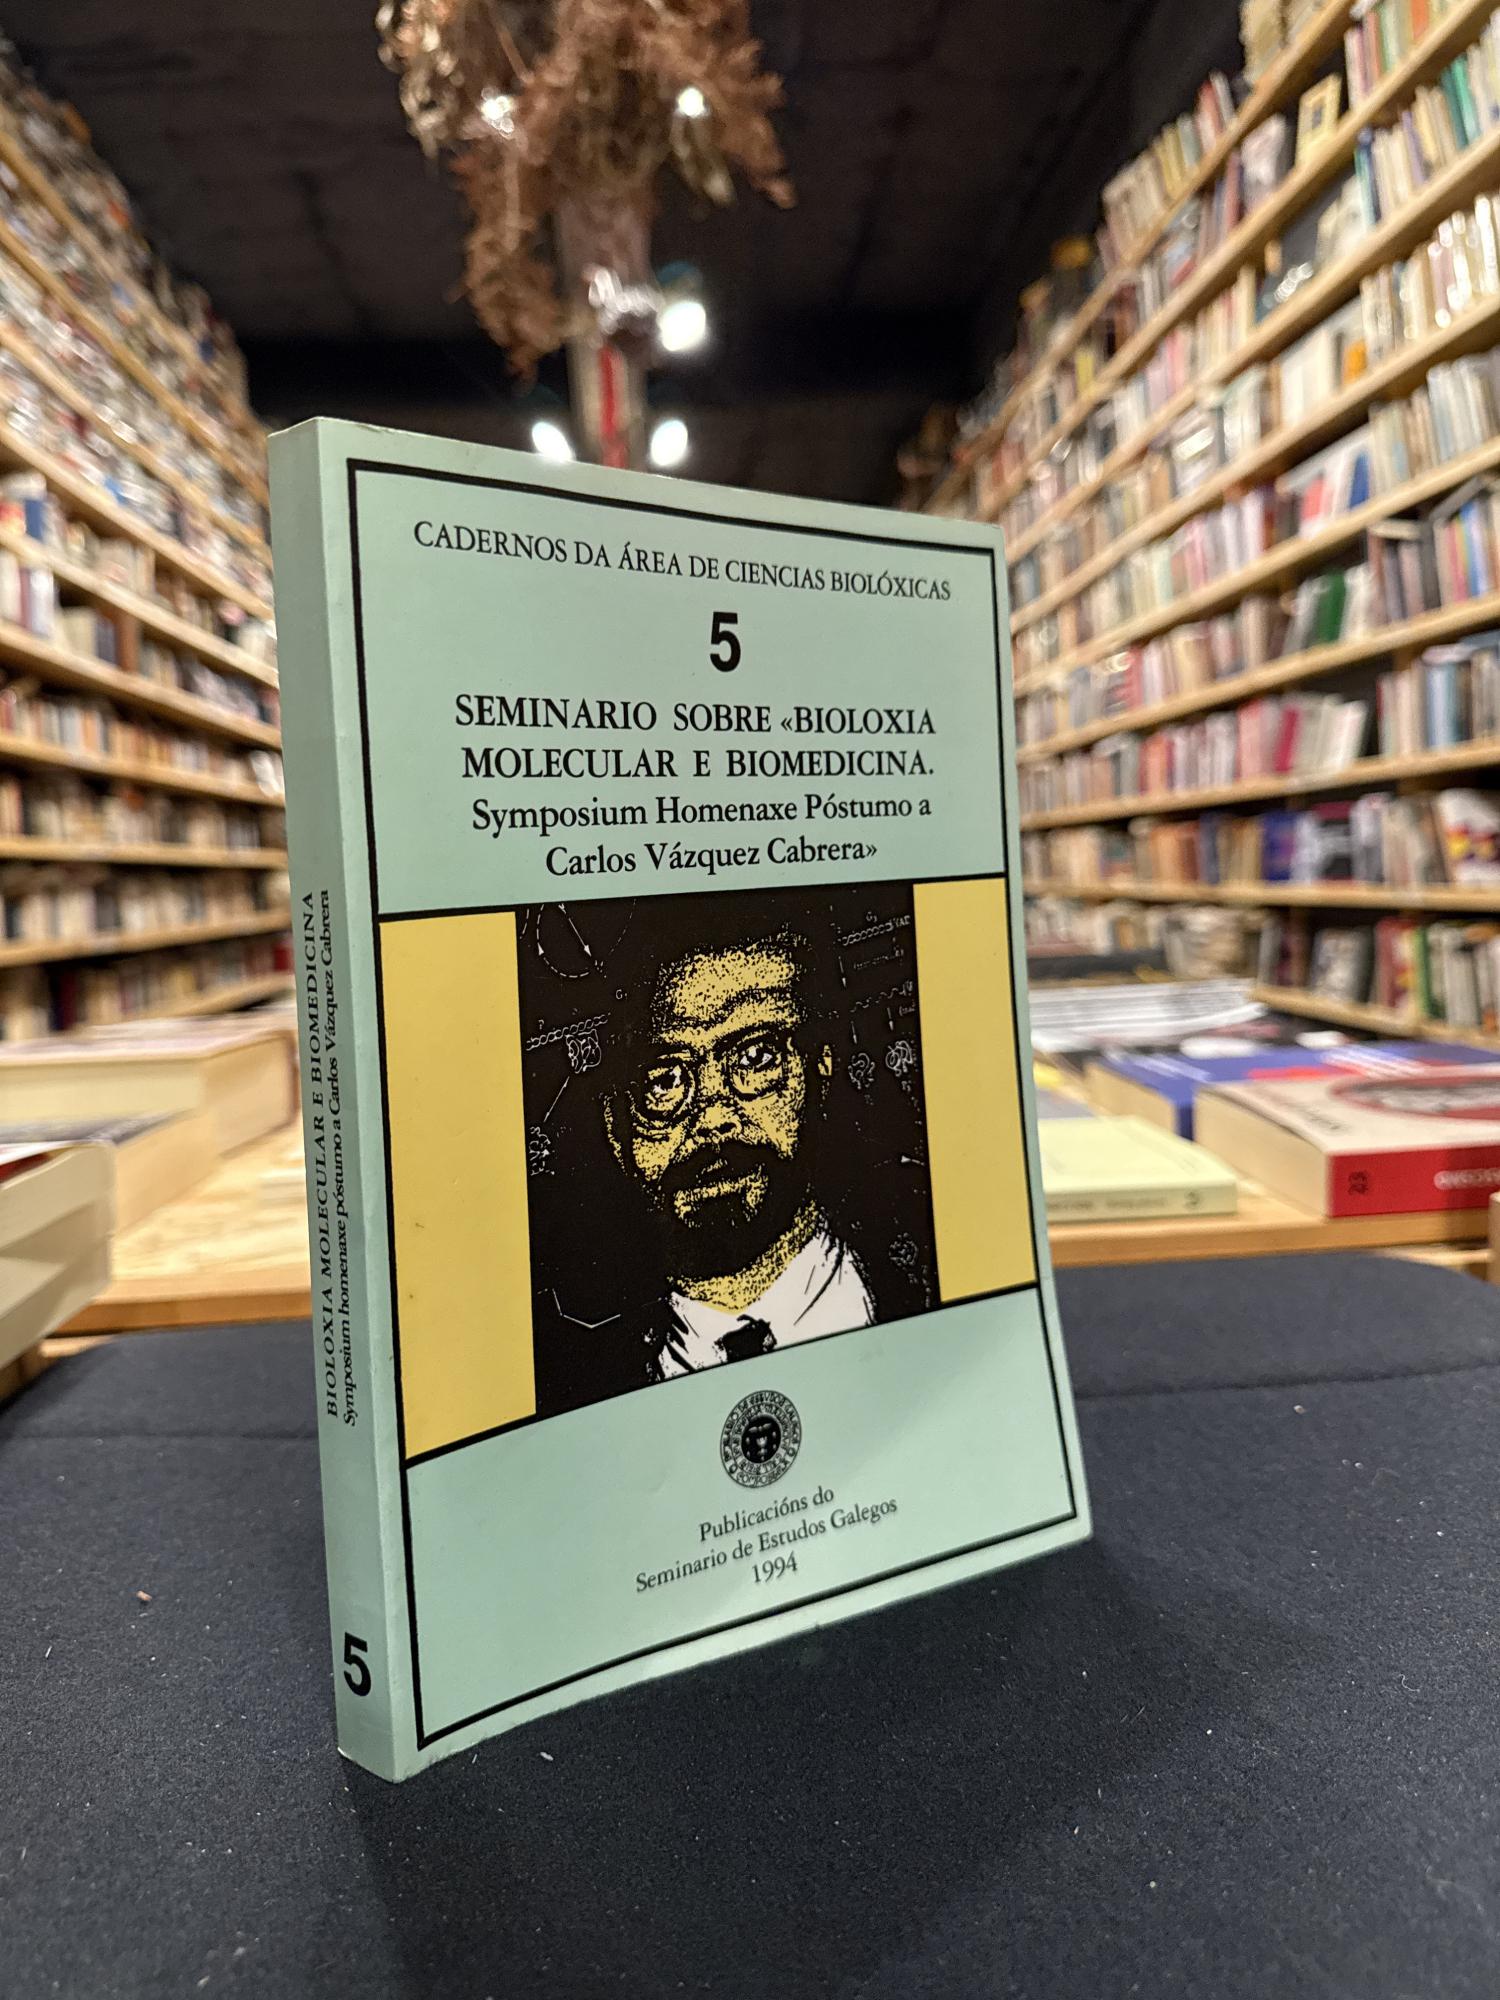 CADERNOS DA ÁREA DE CIENCIAS BIOLÓXICAS
5
SEMINARIO SOBRE «BIOLOXIA
MOLECULAR E BIOMEDICINA.
Symposium Homenaxe Póstumo a
Carlos Vázquez Cabrera»
Publicacións do
Seminario de Estudos Galegos
1994
BIOLOXIA MOLECULAR E BIOMEDICINA
Symposium homenaxe póstumo a Carlos Vázquez Cabrera
5